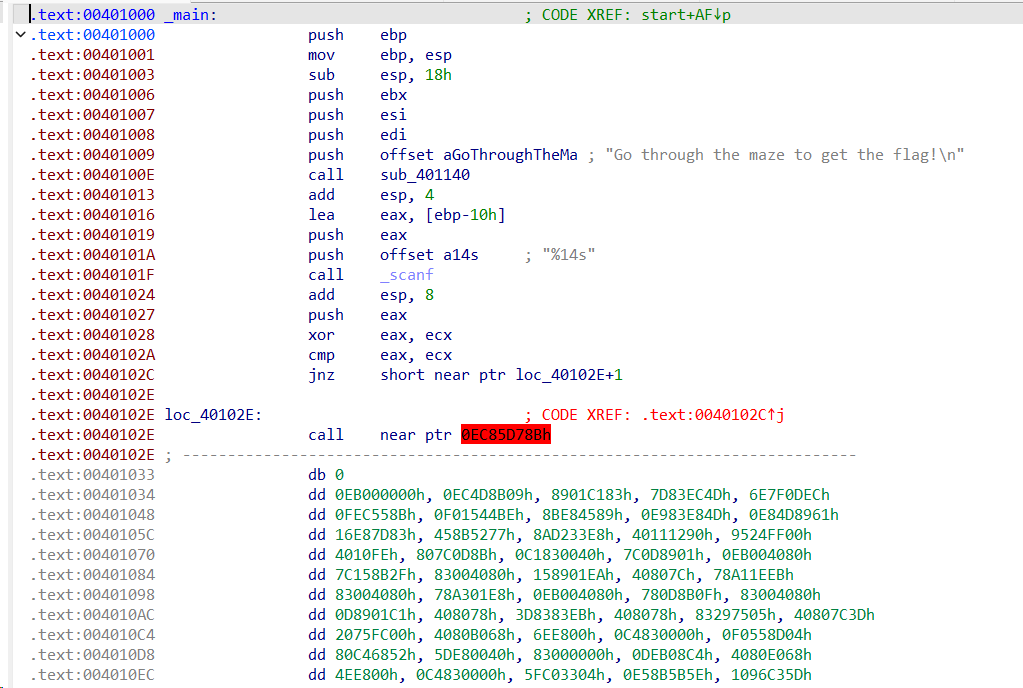 .text:00401000 _main: ; CODE XREF: start+AF↓p
.text:00401000 push ebp
.text:00401001 mov ebp, esp
.text:00401003 sub esp, 18h
.text:00401006 push ebx
.text:00401007 push esi
.text:00401008 push edi
.text:00401009 push offset aGoThroughTheMa ; "Go through the maze to get the flag!\n"
.text:0040100E call sub_401140
.text:00401013 add esp, 4
.text:00401016 lea eax, [ebp-10h]
.text:00401019 push eax
.text:0040101A push offset a14s ; "%14s"
.text:0040101F call _scanf
.text:00401024 add esp, 8
.text:00401027 push eax
.text:00401028 xor eax, ecx
.text:0040102A cmp eax, ecx
.text:0040102C jnz short near ptr loc_40102E+1
.text:0040102E
.text:0040102E loc_40102E: ; CODE XREF: .text:0040102C↑j
.text:0040102E call near ptr 0EC85D78Bh
.text:0040102E ; ---------------------------------------------------------------------------
.text:00401033 db 0
.text:00401034 dd 0EB000000h, 0EC4D8B09h, 8901C183h, 7D83EC4Dh, 6E7F0DECh
.text:00401048 dd 0FEC558Bh, 0F01544BEh, 8BE84589h, 0E983E84Dh, 0E84D8961h
.text:0040105C dd 16E87D83h, 458B5277h, 8AD233E8h, 40111290h, 9524FF00h
.text:00401070 dd 4010FEh, 807C0D8Bh, 0C1830040h, 7C0D8901h, 0EB004080h
.text:00401084 dd 7C158B2Fh, 83004080h, 158901EAh, 40807Ch, 78A11EEBh
.text:00401098 dd 83004080h, 78A301E8h, 0EB004080h, 780D8B0Fh, 83004080h
.text:004010AC dd 0D8901C1h, 408078h, 3D8383EBh, 408078h, 83297505h, 40807C3Dh
.text:004010C4 dd 2075FC00h, 4080B068h, 6EE800h, 0C4830000h, 0F0558D04h
.text:004010D8 dd 80C46852h, 5DE80040h, 83000000h, 0DEB08C4h, 4080E068h
.text:004010EC dd 4EE800h, 0C4830000h, 5FC03304h, 0E58B5B5Eh, 1096C35Dh